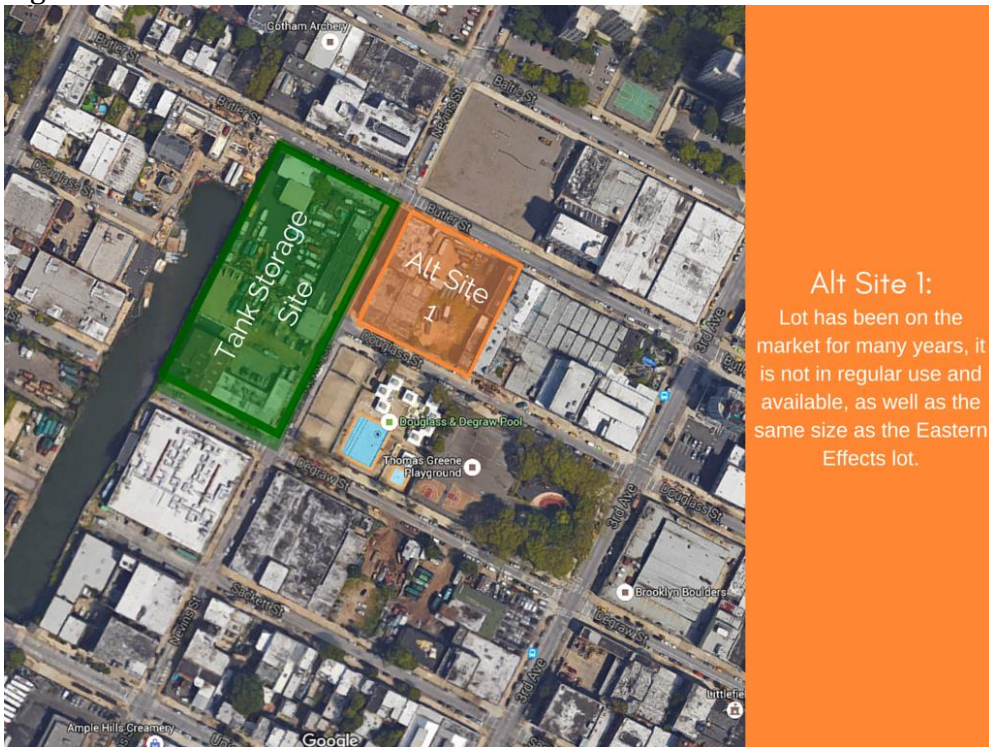 Gotham Archery
Butler St
Baltic St
Nevins St
Butler St
Douglass St
Butler St
Tank Storage
Site
Alt Site
1
3rd Ave
Douglass St
Douglass & Degraw Pool
Thomas Greene
Playground
Degraw St
3rd Ave
Douglass St
Brooklyn Boulders
Degraw St
Sackett St
Nevins St
3rd Ave
Ample Hills Creamery
Google
Alt Site 1:
Lot has been on the
market for many years, it
is not in regular use and
available, as well as the
same size as the Eastern
Effects lot.